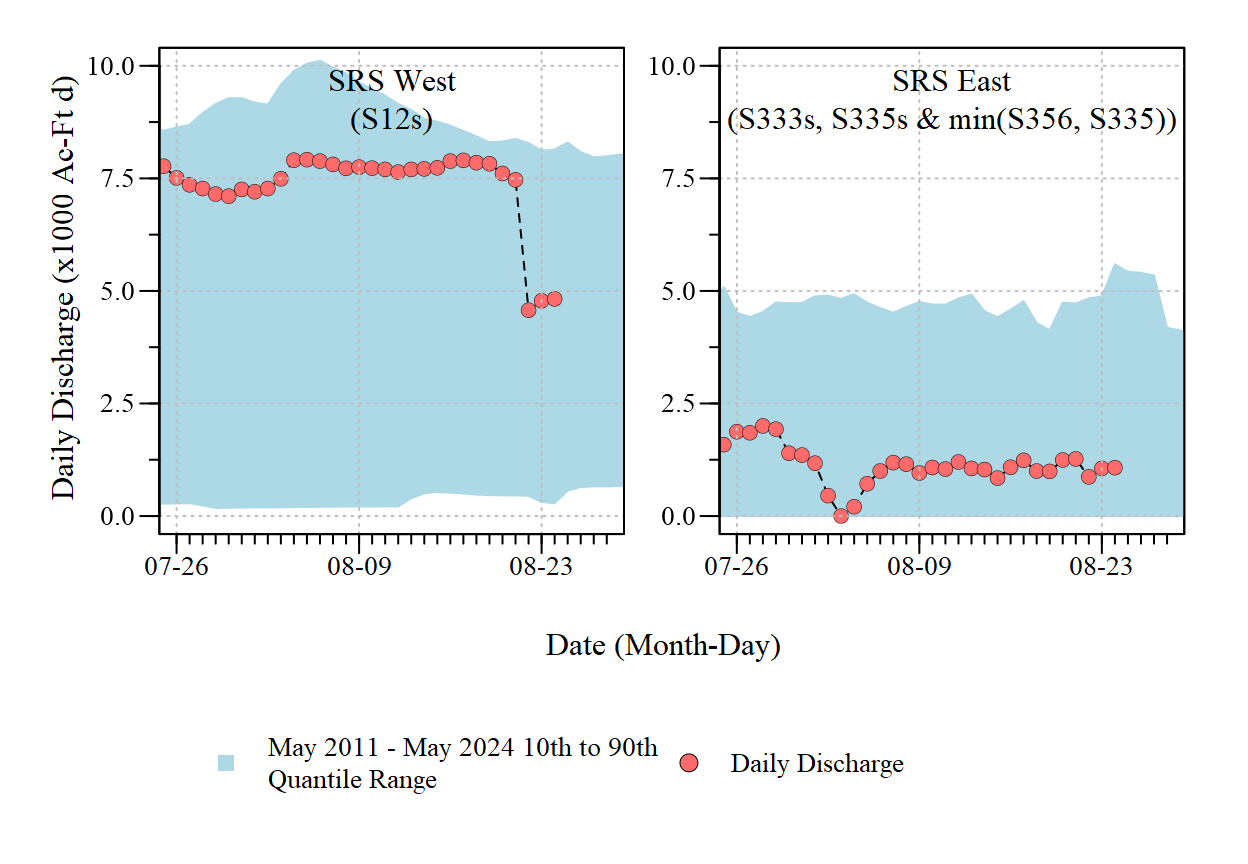 SRS West
(S12s)
SRS East
(S333s, S335s & min(S356, S335))
Daily Discharge (x1000 Ac-Ft d)
10.0
7.5
5.0
2.5
0.0
07-26
08-09
08-23
10.0
7.5
5.0
2.5
0.0
07-26
08-09
08-23
Date (Month-Day)
May 2011 - May 2024 10th to 90th
Quantile Range
Daily Discharge